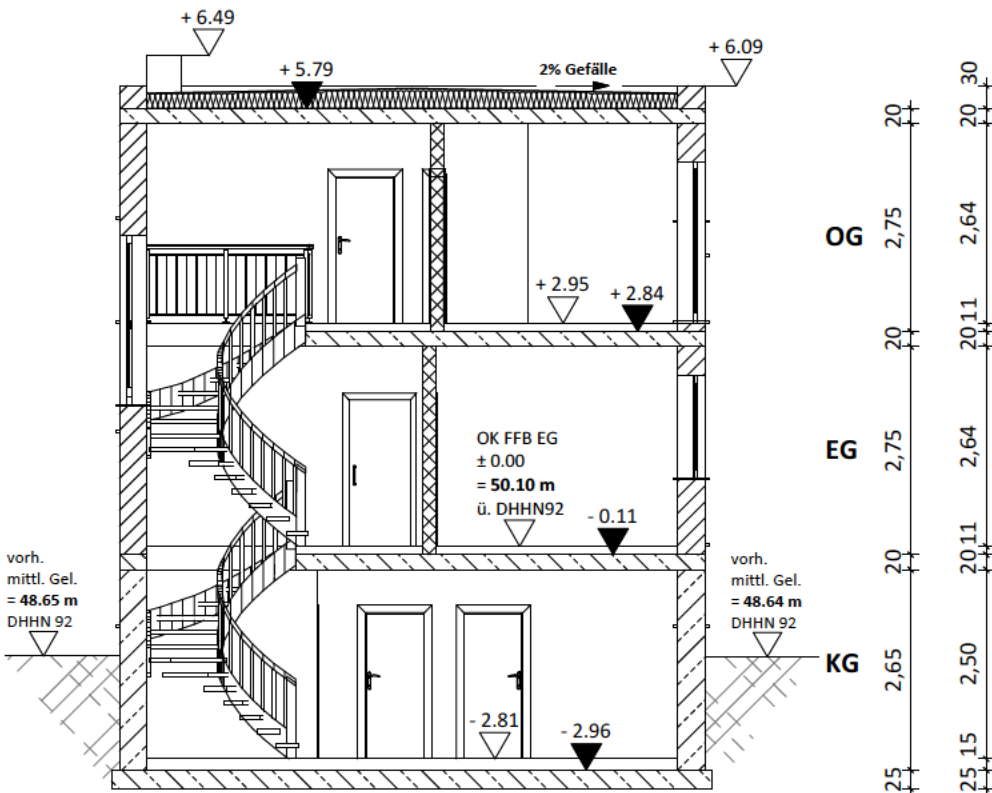 + 6.49
+ 5.79
2% Gefälle
+ 6.09
30
20
20
2,75
2,64
OG
+ 2.95
+ 2.84
11
20
20
2,75
2,64
EG
OK FFB EG
± 0.00
= 50.10 m
ü. DHHN92
- 0.11
11
20
20
vorh.
mittl. Gel.
= 48.65 m
DHHN 92
vorh.
mittl. Gel.
= 48.64 m
DHHN 92
KG
2,65
2,50
- 2.81
- 2.96
15
25
25